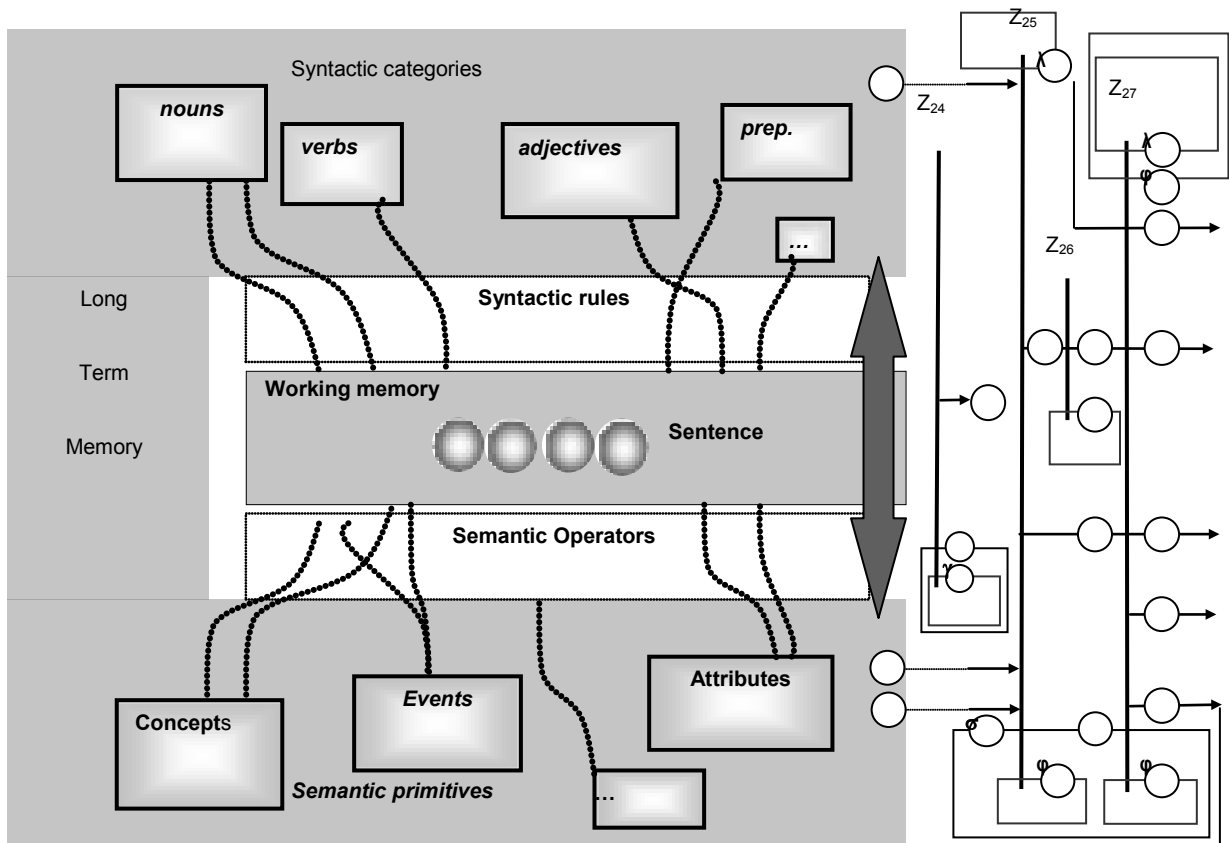 Syntactic categories
nouns
verbs
adjectives
prep.
...
Long
Term
Memory
Syntactic rules
Working memory
Sentence
Semantic Operators
Concepts
Events
Attributes
...
Semantic primitives
Z₂₅
λ
Z₂₄
Z₂₇
λ
φ
Z₂₆
γ
σ
φ
φ